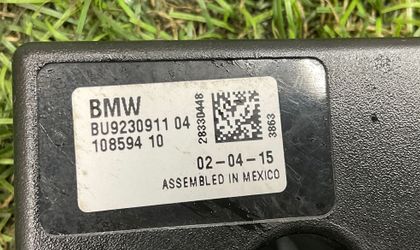 BMW
BU9230911 04
108594 10
28330448
3863
02-04-15
ASSEMBLED IN MEXICO